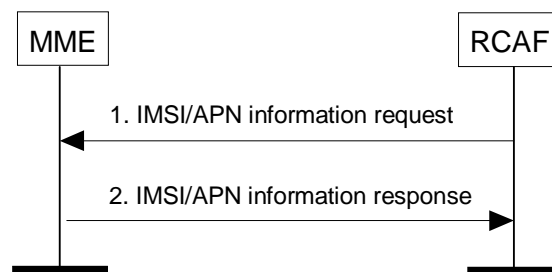 MME
RCAF
1. IMSI/APN information request
2. IMSI/APN information response